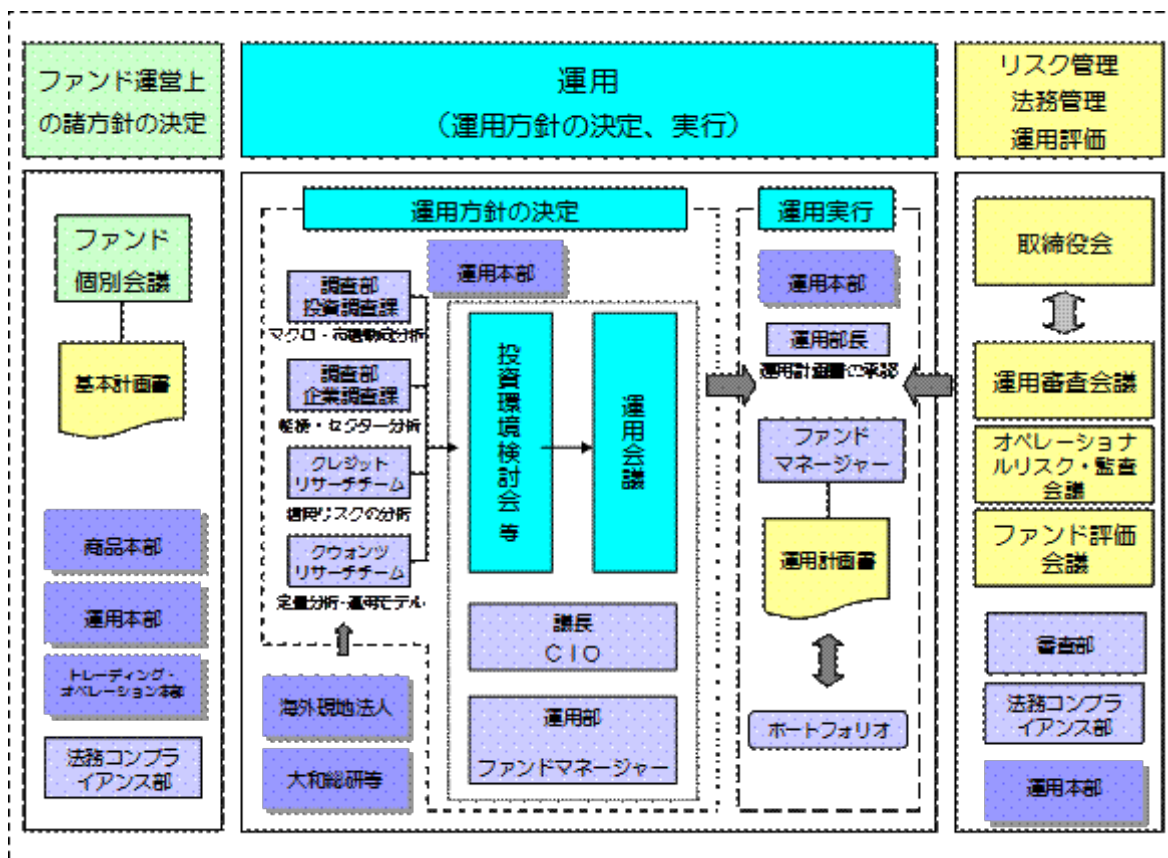 ファンド運営上
の諸方針の決定
運用
（運用方針の決定、実行）
リスク管理
法務管理
運用評価
ファンド
個別会議
基本計画書
商品本部
運用本部
トレーディング・
オペレーション本部
法務コンプラ
イアンス部
運用方針の決定
運用本部
調査部
投資調査課
マクロ・市場動向分析
調査部
企業調査課
・セクター分析
クレジット
リサーチチーム
信用リスクの分析
クウォンツ
リサーチチーム
定量分析・運用モデル
海外現地法人
大和総研等
投資環境検討会 等
運用会議
議長
ＣＩＯ
運用部
ファンドマネージャー
運用実行
運用本部
運用部長
運用計画書の承認
ファンド
マネージャー
運用計画書
ポートフォリオ
取締役会
運用審査会議
オペレーショナ
ルリスク・監査
会議
ファンド評価
会議
審査部
法務コンプラ
イアンス部
運用本部